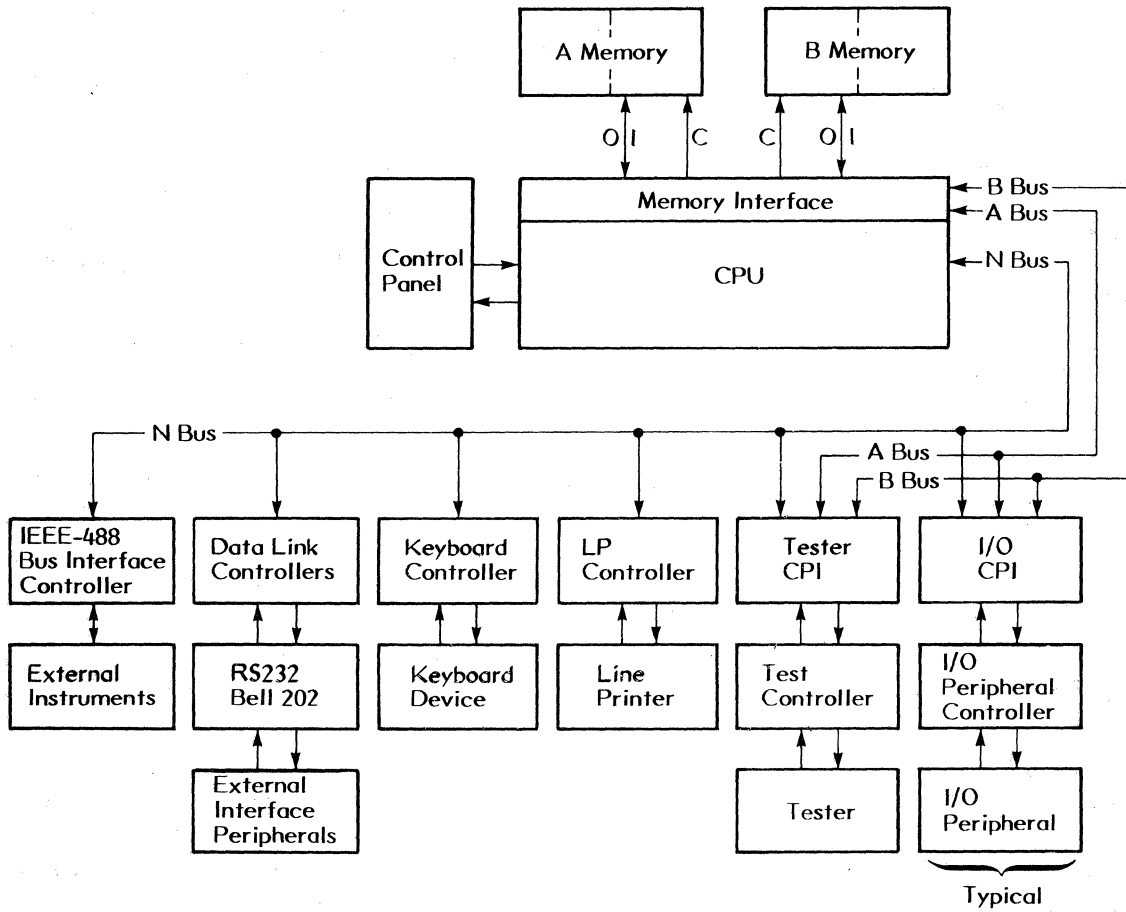 A Memory
B Memory
O I
C
C
O I
Memory Interface
B Bus
A Bus
Control
Panel
CPU
N Bus
N Bus
A Bus
B Bus
IEEE-488
Bus Interface
Controller
Data Link
Controllers
Keyboard
Controller
LP
Controller
Tester
CPI
I/O
CPI
External
Instruments
RS232
Bell 202
Keyboard
Device
Line
Printer
Test
Controller
I/O
Peripheral
Controller
External
Interface
Peripherals
Tester
I/O
Peripheral
Typical